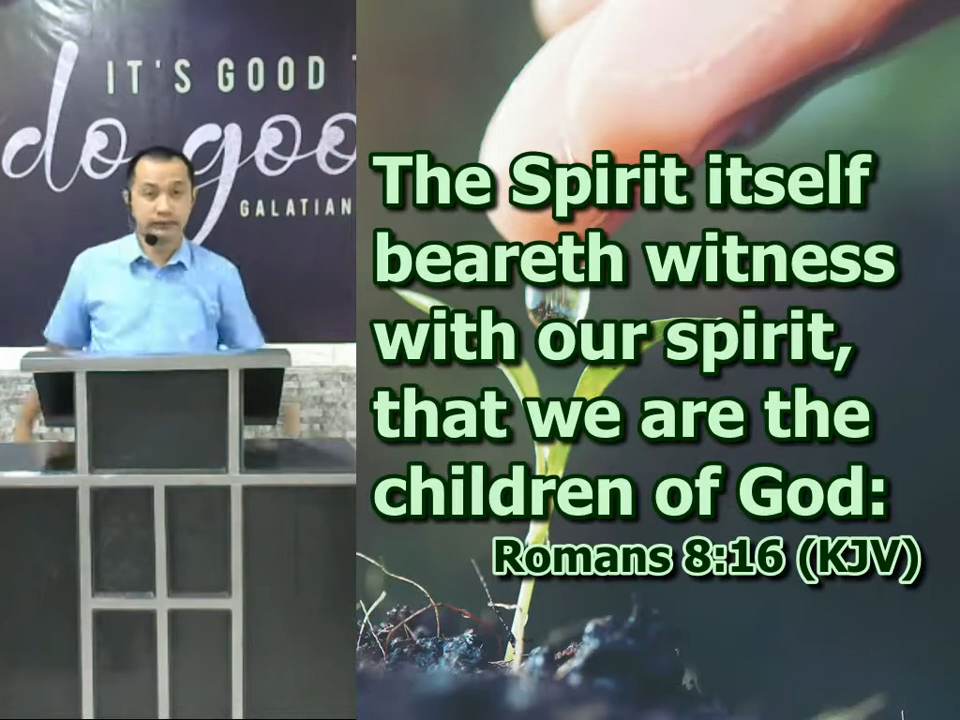 IT'S GOOD
do goo
GALATIAN
The Spirit itself
beareth witness
with our spirit,
that we are the
children of God:
Romans 8:16 (KJV)